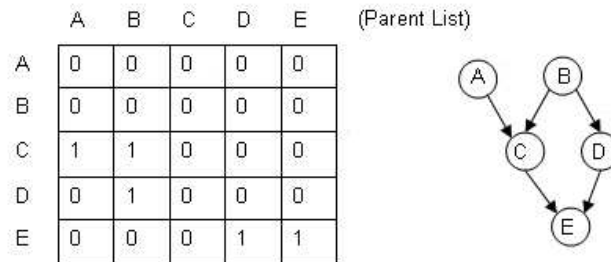 A B C D E (Parent List)
A 0 0 0 0 0
B 0 0 0 0 0
C 1 1 0 0 0
D 0 1 0 0 0
E 0 0 0 1 1
A B
C D
E